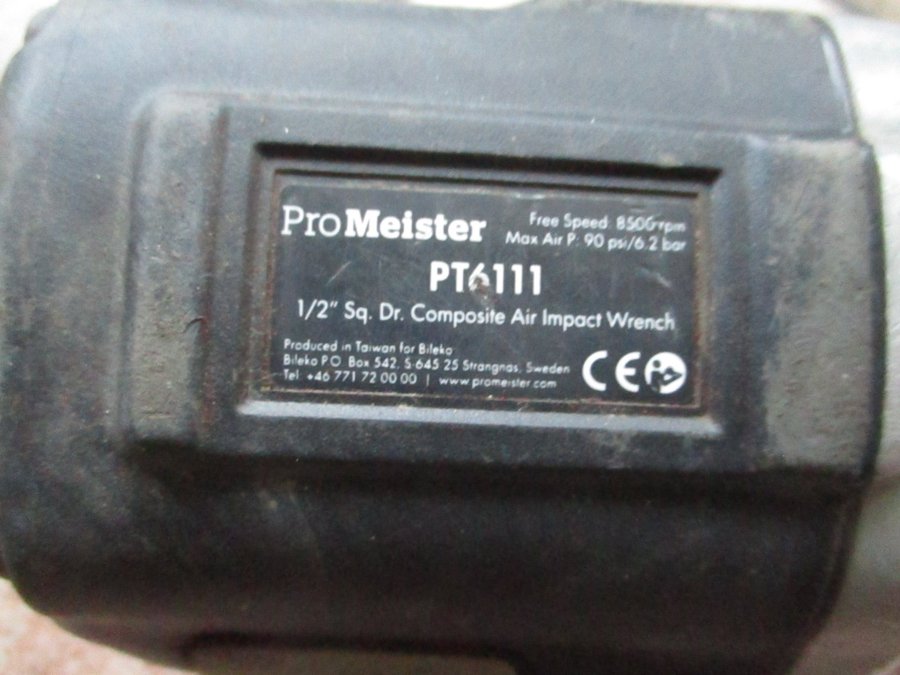 ProMeister
Free Speed: 8500 rpm
Max Air P: 90 psi/6.2 bar
PT6111
1/2" Sq. Dr. Composite Air Impact Wrench
Produced in Taiwan for Bileko
Bileko P.O. Box 542, S-645 25 Strangnas, Sweden
Tel +46 771 72 00 00 | www.promeister.com
CE